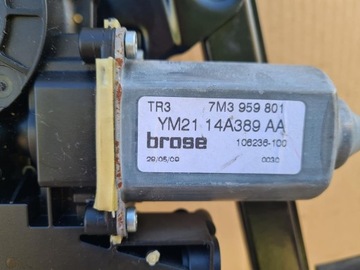 TR3 7M3 959 801
YM21 14A389 AA
brose 106236-100
29/05/09 0030